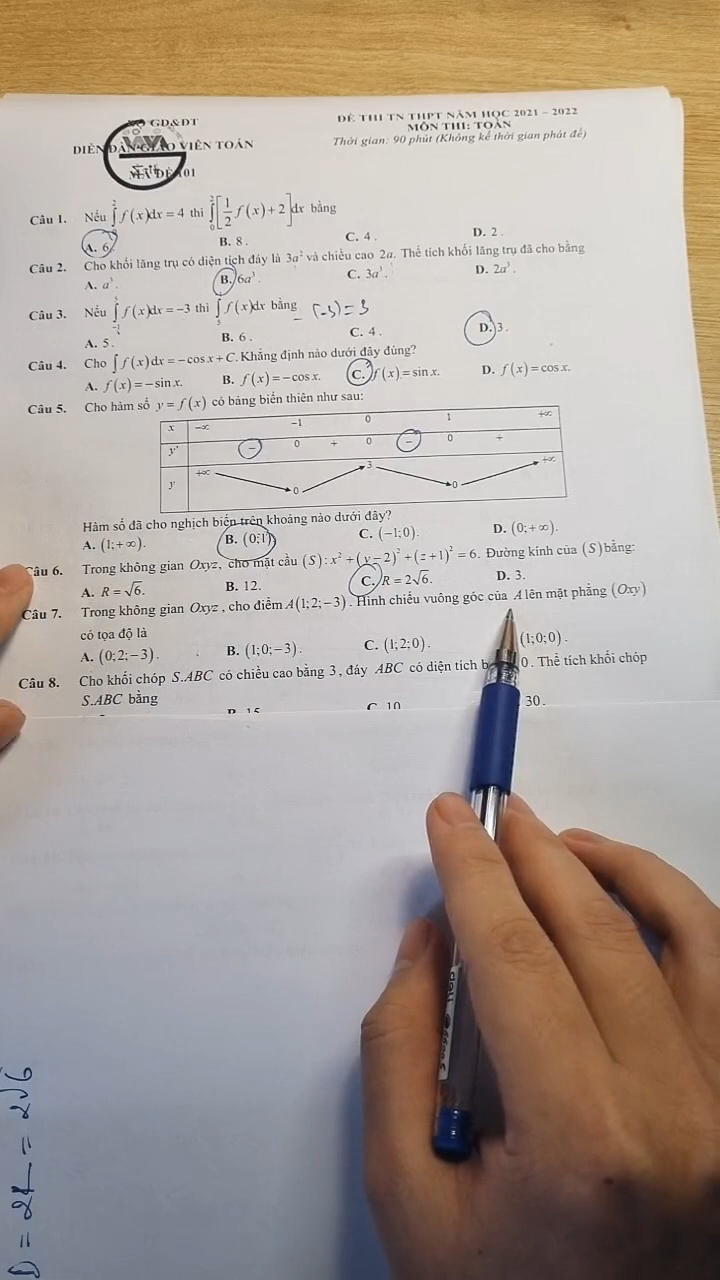 GD&ĐT
DIỄN ĐÀN GIÁO VIÊN TOÁN
MÃ ĐỀ 101
ĐỀ THI TN THPT NĂM HỌC 2021 – 2022
MÔN THI: TOÁN
Thời gian: 90 phút (Không kể thời gian phát đề)
Câu 1. Nếu ∫f(x)dx = 4 thì ∫[1/2 f(x) + 2]dx bằng
A. 6. B. 8. C. 4. D. 2.
Câu 2. Cho khối lăng trụ có diện tích đáy là 3a² và chiều cao 2a. Thể tích khối lăng trụ đã cho bằng
A. a³. B. 6a³. C. 3a³. D. 2a³.
Câu 3. Nếu ∫f(x)dx = −3 thì ∫f(x)dx bằng − (−3) = 3
A. 5. B. 6. C. 4. D. 3.
Câu 4. Cho ∫f(x)dx = −cos x + C. Khẳng định nào dưới đây đúng?
A. f(x) = −sin x. B. f(x) = −cos x. C. f(x) = sin x. D. f(x) = cos x.
Câu 5. Cho hàm số y = f(x) có bảng biến thiên như sau:
x −∞ −1 0 1 +∞
y' − 0 + 0 − 0 +
y +∞ 0 3 0 +∞
Hàm số đã cho nghịch biến trên khoảng nào dưới đây?
A. (1;+∞). B. (0;1). C. (−1;0). D. (0;+∞).
Câu 6. Trong không gian Oxyz, cho mặt cầu (S): x² + (y−2)² + (z+1)² = 6. Đường kính của (S) bằng:
A. R = √6. B. 12. C. R = 2√6. D. 3.
Câu 7. Trong không gian Oxyz, cho điểm A(1;2;−3). Hình chiếu vuông góc của A lên mặt phẳng (Oxy)
có tọa độ là
A. (0;2;−3). B. (1;0;−3). C. (1;2;0). (1;0;0).
Câu 8. Cho khối chóp S.ABC có chiều cao bằng 3, đáy ABC có diện tích b 0. Thể tích khối chóp
S.ABC bằng
B. 15 C. 10 30.
D = 2R = 2√6